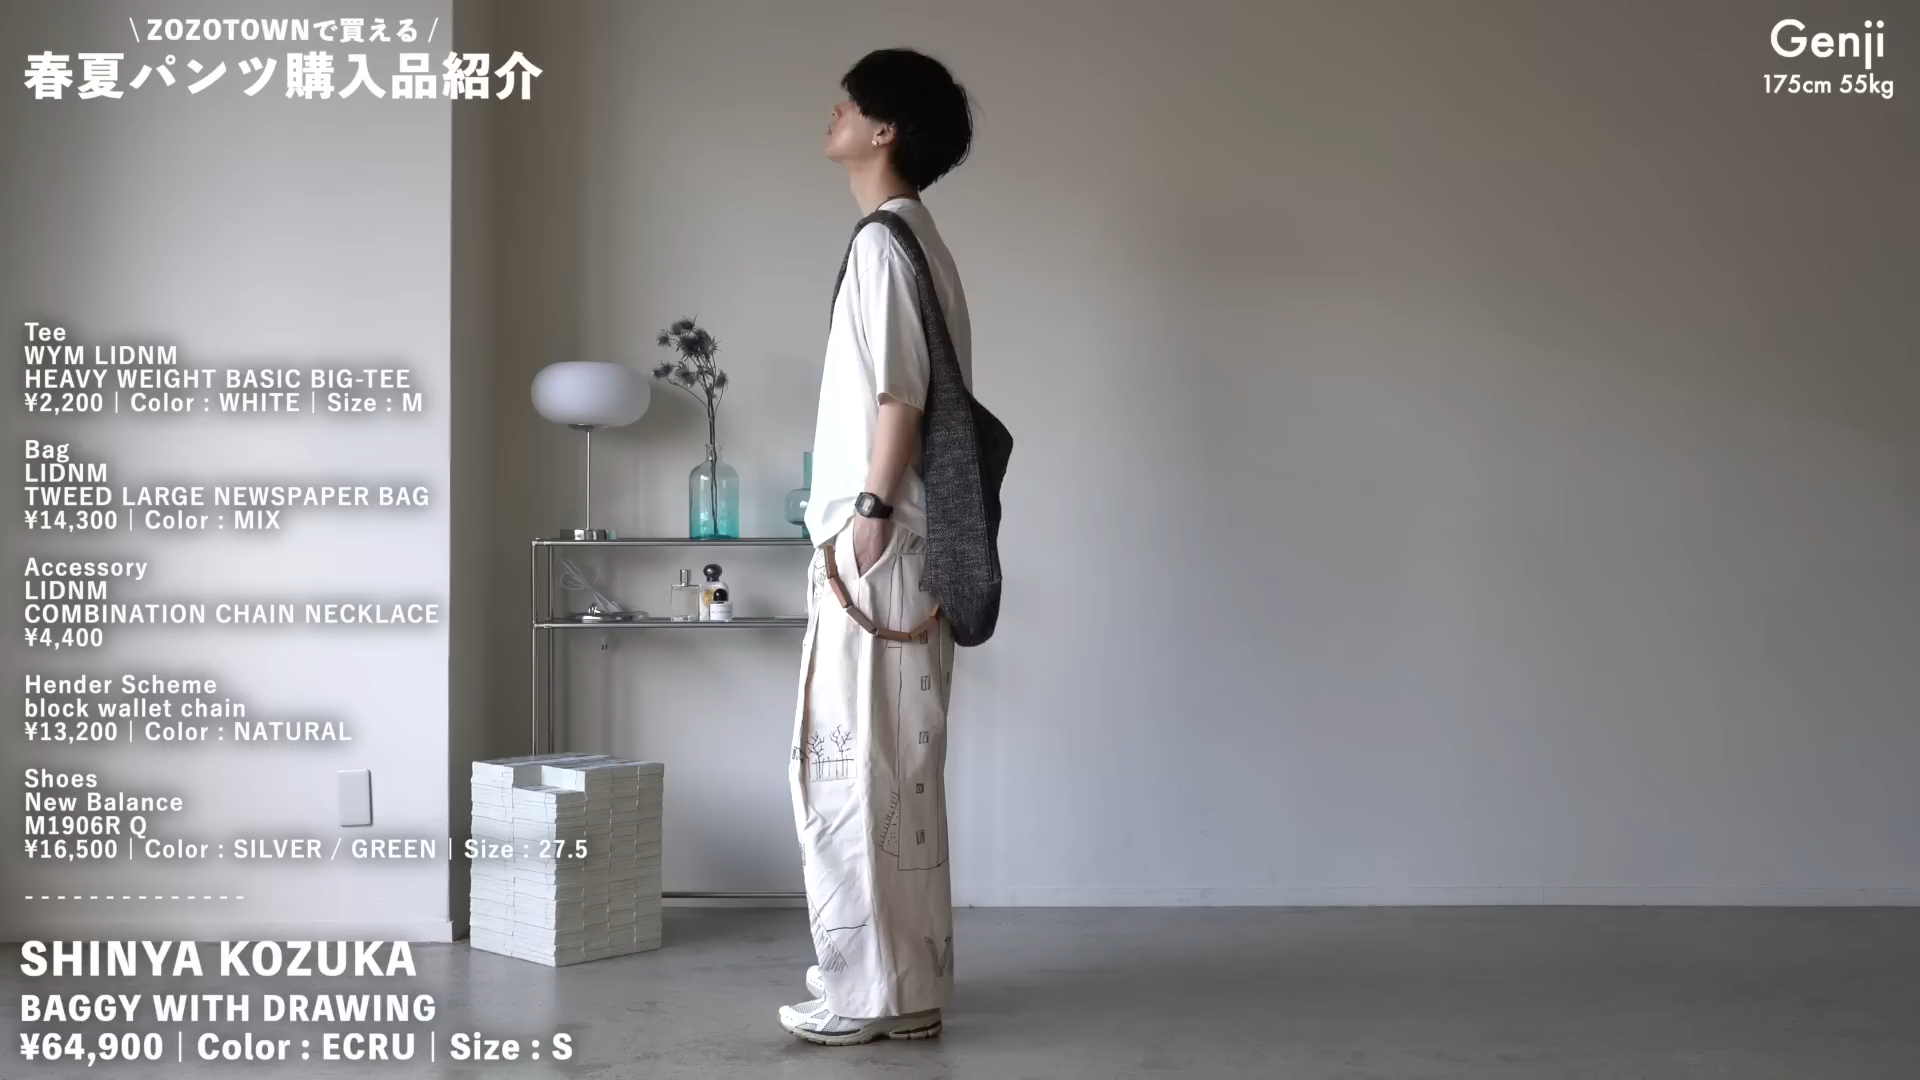 \ ZOZOTOWNで買える /
春夏パンツ購入品紹介
Genji
175cm 55kg
Tee
WYM LIDNM
HEAVY WEIGHT BASIC BIG-TEE
¥2,200 | Color : WHITE | Size : M
Bag
LIDNM
TWEED LARGE NEWSPAPER BAG
¥14,300 | Color : MIX
Accessory
LIDNM
COMBINATION CHAIN NECKLACE
¥4,400
Hender Scheme
block wallet chain
¥13,200 | Color : NATURAL
Shoes
New Balance
M1906R Q
¥16,500 | Color : SILVER / GREEN | Size : 27.5
--------------
SHINYA KOZUKA
BAGGY WITH DRAWING
¥64,900 | Color : ECRU | Size : S